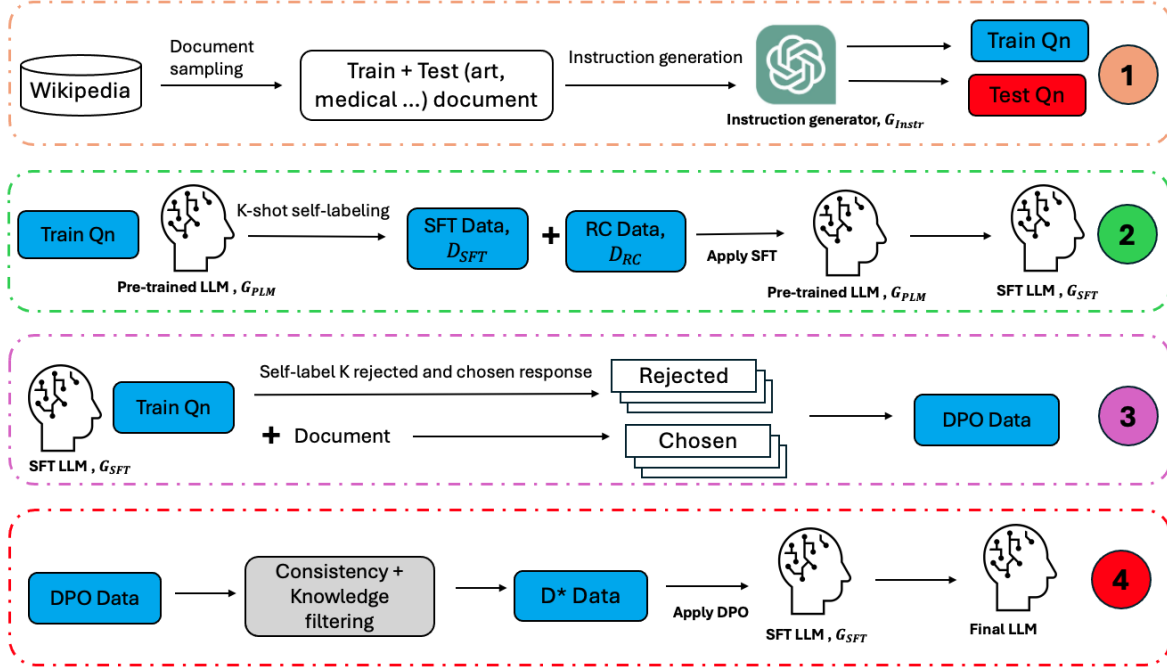 Wikipedia
Document
sampling
Train + Test (art,
medical ...) document
Instruction generation
Instruction generator, G_Instr
Train Qn
Test Qn
1
Train Qn
Pre-trained LLM , G_PLM
K-shot self-labeling
SFT Data,
D_SFT
+
RC Data,
D_RC
Apply SFT
Pre-trained LLM , G_PLM
SFT LLM , G_SFT
2
SFT LLM , G_SFT
Train Qn
Self-label K rejected and chosen response
+ Document
Rejected
Chosen
DPO Data
3
DPO Data
Consistency +
Knowledge
filtering
D* Data
Apply DPO
SFT LLM , G_SFT
Final LLM
4